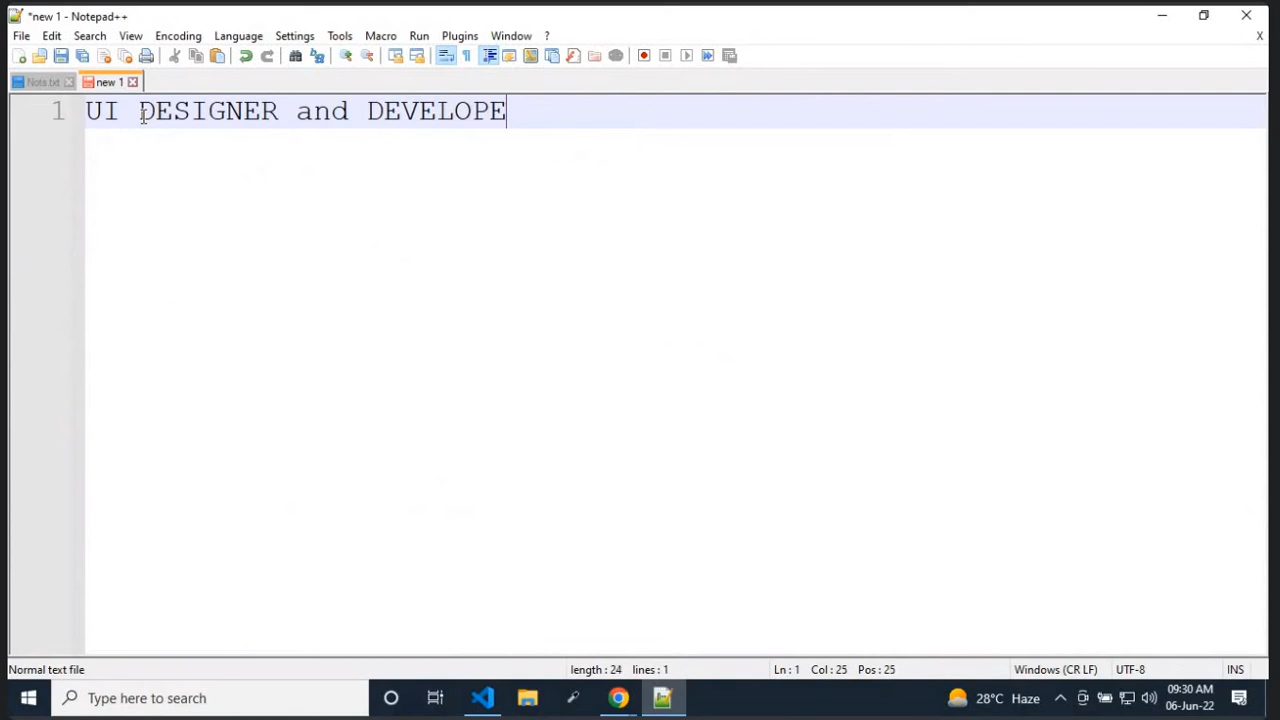 *new 1 - Notepad++
File Edit Search View Encoding Language Settings Tools Macro Run Plugins Window ? X
Nots.txt new 1
1 UI DESIGNER and DEVELOPE
Normal text file length : 24 lines : 1 Ln : 1 Col : 25 Pos : 25 Windows (CR LF) UTF-8 INS
Type here to search 28°C Haze 09:30 AM
06-Jun-22